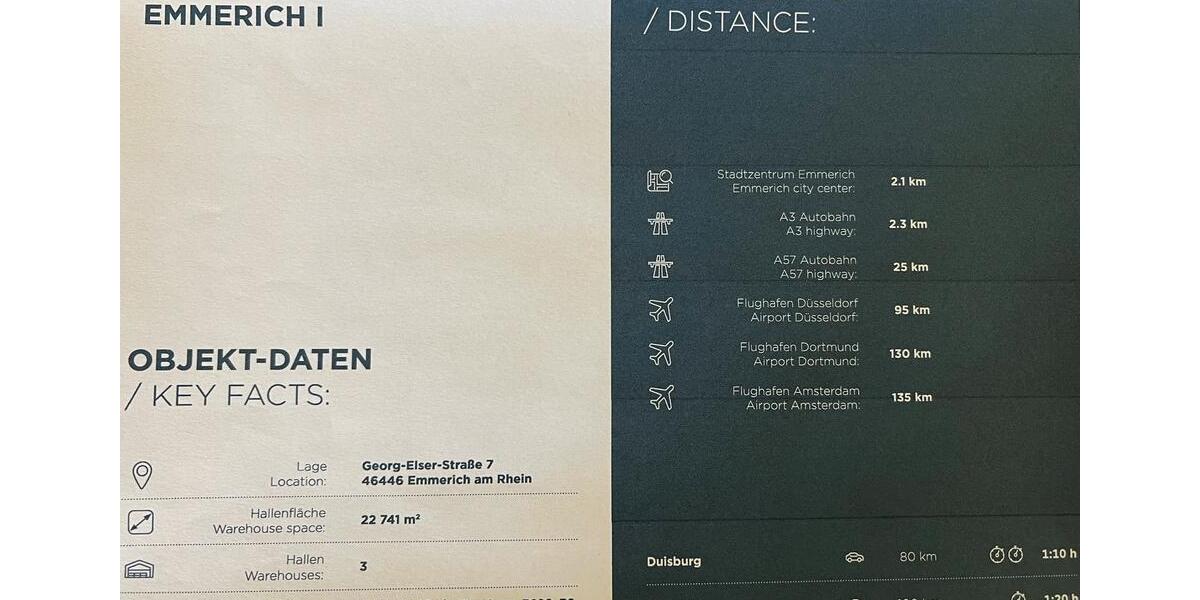 EMMERICH I
OBJEKT-DATEN
/ KEY FACTS:
Lage
Location:
Georg-Elser-Straße 7
46446 Emmerich am Rhein
Hallenfläche
Warehouse space:
22 741 m²
Hallen
Warehouses:
3
/ DISTANCE:
Stadtzentrum Emmerich
Emmerich city center:
2.1 km
A3 Autobahn
A3 highway:
2.3 km
A57 Autobahn
A57 highway:
25 km
Flughafen Düsseldorf
Airport Düsseldorf:
95 km
Flughafen Dortmund
Airport Dortmund:
130 km
Flughafen Amsterdam
Airport Amsterdam:
135 km
Duisburg 80 km 1:10 h
1:20 h